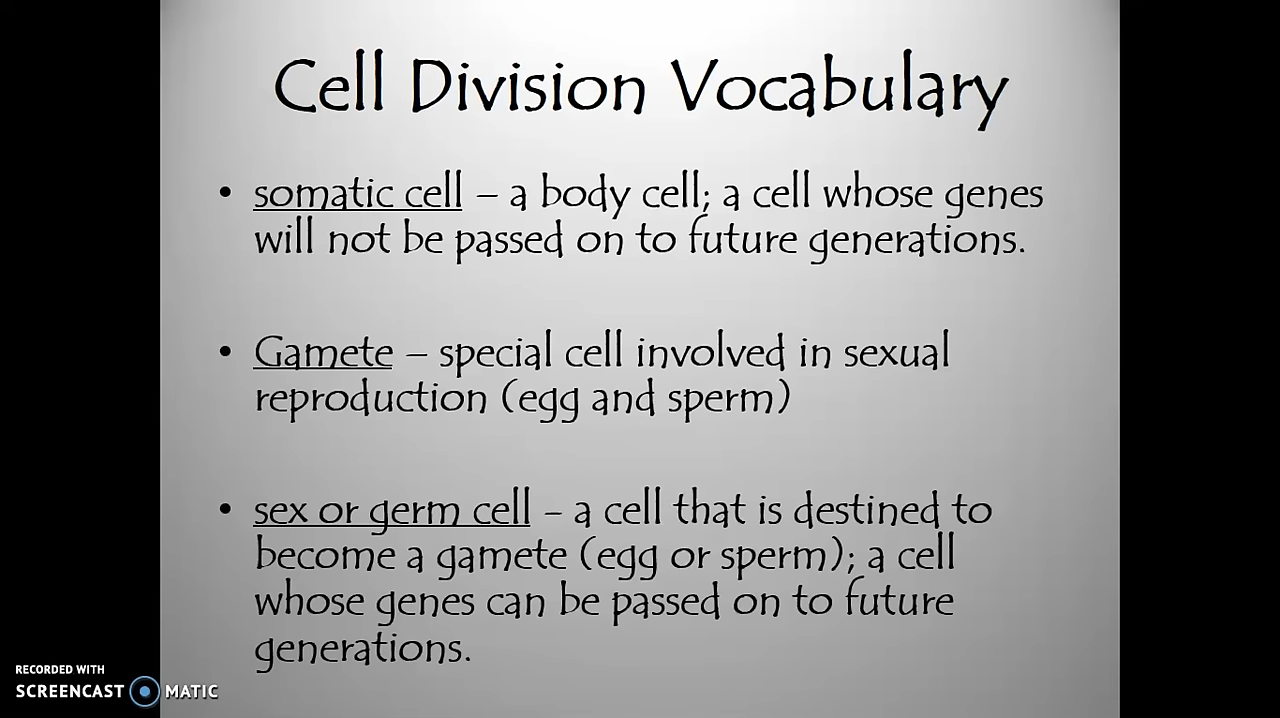 Cell Division Vocabulary
• somatic cell – a body cell; a cell whose genes
will not be passed on to future generations.
• Gamete – special cell involved in sexual
reproduction (egg and sperm)
• sex or germ cell – a cell that is destined to
become a gamete (egg or sperm); a cell
whose genes can be passed on to future
generations.
RECORDED WITH
SCREENCAST MATIC